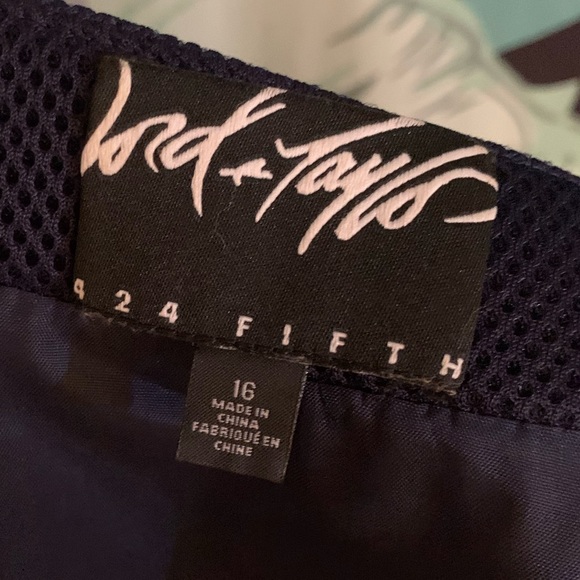 Lord & Taylor
424 FIFTH
16
MADE IN
CHINA
FABRIQUÉ EN
CHINE